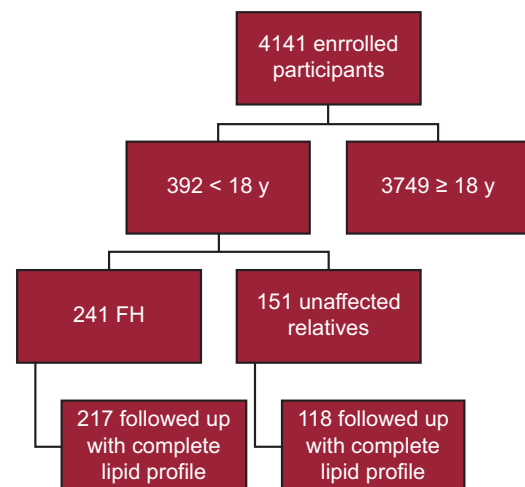 4141 enrrolled
participants
392 < 18 y
3749 ≥ 18 y
241 FH
151 unaffected
relatives
217 followed up
with complete
lipid profile
118 followed up
with complete
lipid profile